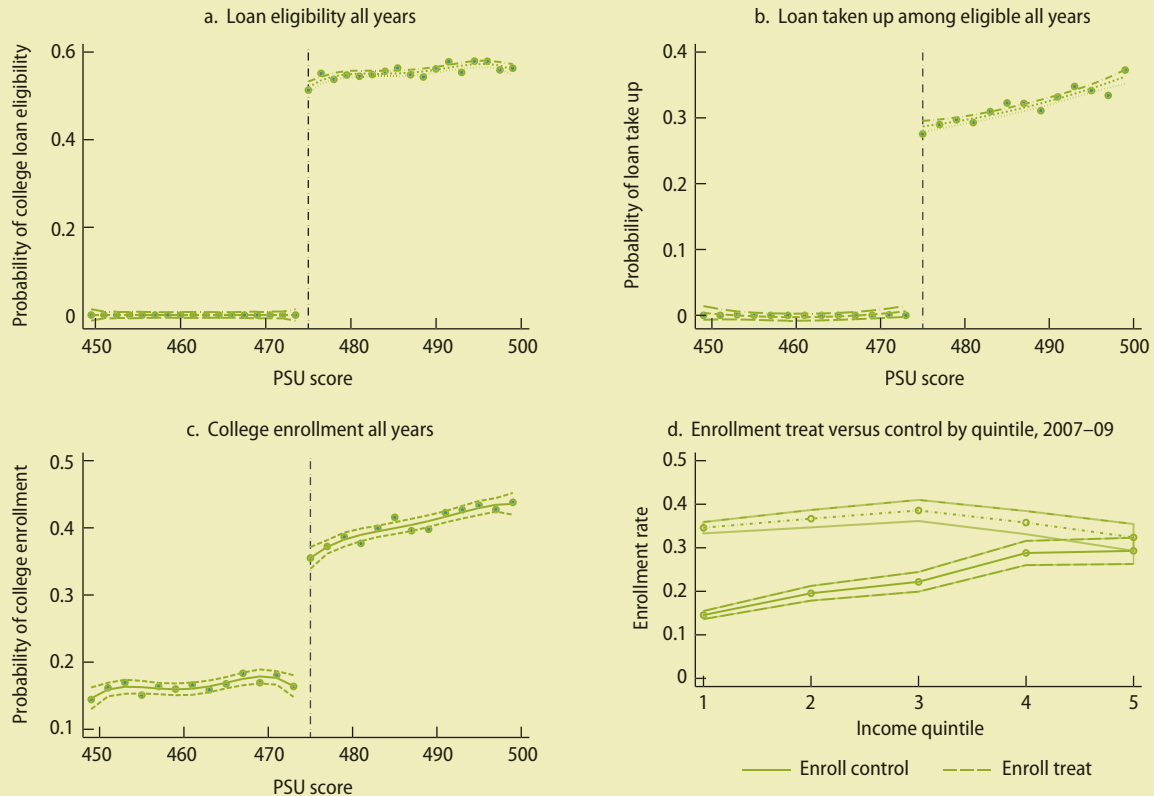 a. Loan eligibility all years
Probability of college loan eligibility
0.6
0.4
0.2
0
450 460 470 480 490 500
PSU score
b. Loan taken up among eligible all years
Probability of loan take up
0.4
0.3
0.2
0.1
0
450 460 470 480 490 500
PSU score
c. College enrollment all years
Probability of college enrollment
0.5
0.4
0.2
0.1
450 460 470 480 490 500
PSU score
d. Enrollment treat versus control by quintile, 2007–09
Enrollment rate
0.5
0.4
0.3
0.2
0.1
0
1 2 3 4 5
Income quintile
Enroll control Enroll treat